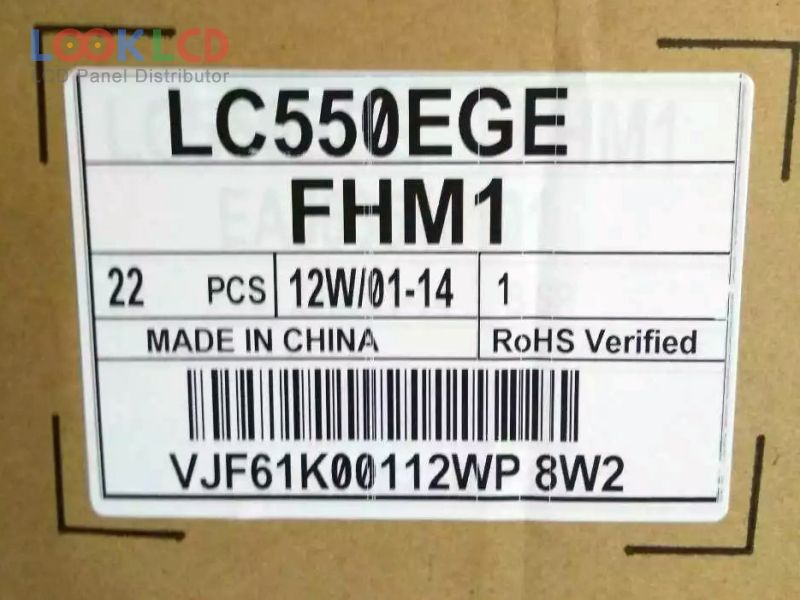 LOOKLCD
LCD Panel Distributor
LC550EGE
FHM1
22 PCS 12W/01-14 1
MADE IN CHINA RoHS Verified
VJF61K00112WP 8W2